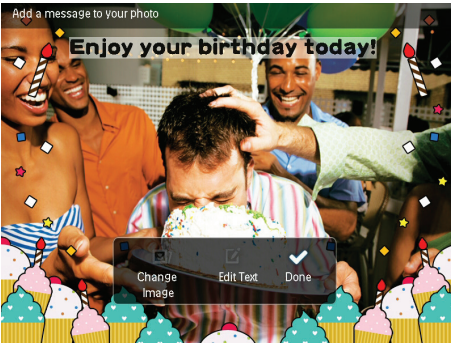 Add a message to your photo
Enjoy your birthday today!
Change
Image
Edit Text
Done